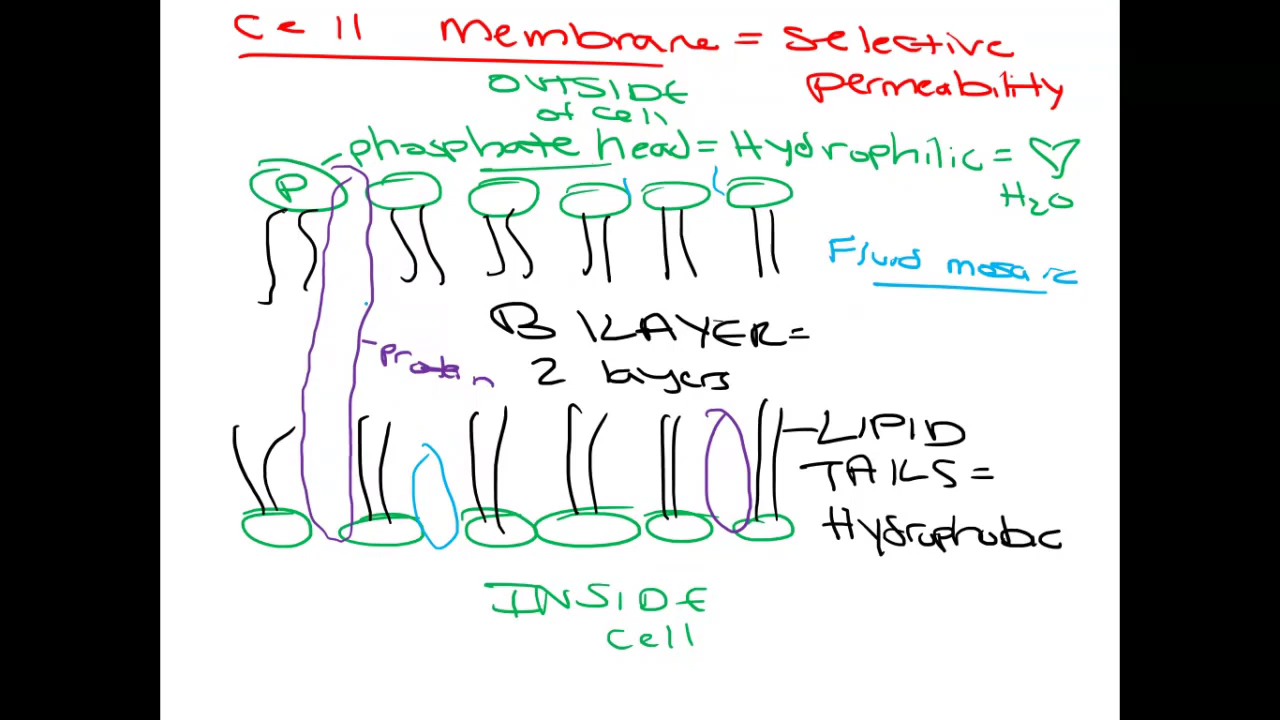 Cell Membrane = selective
permeability
OUTSIDE
of cell
phosphate head = Hydrophilic = ♡
H₂O
P
Fluid mosaic
BILAYER =
2 layers
protein
LIPID
TAILS =
Hydrophobic
INSIDE
cell